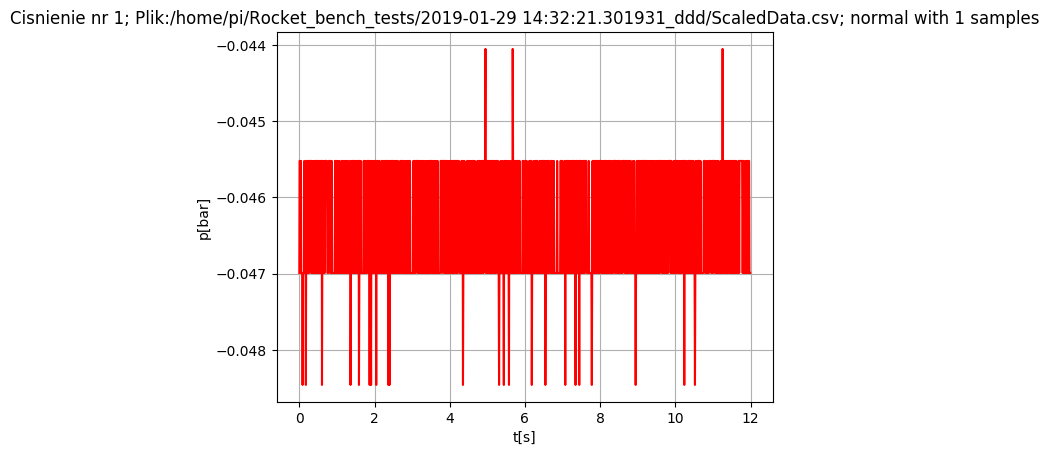 Cisnienie nr 1; Plik:/home/pi/Rocket_bench_tests/2019-01-29 14:32:21.301931_ddd/ScaledData.csv; normal with 1 samples
−0.044
−0.045
−0.046
−0.047
−0.048
p[bar]
0 2 4 6 8 10 12
t[s]